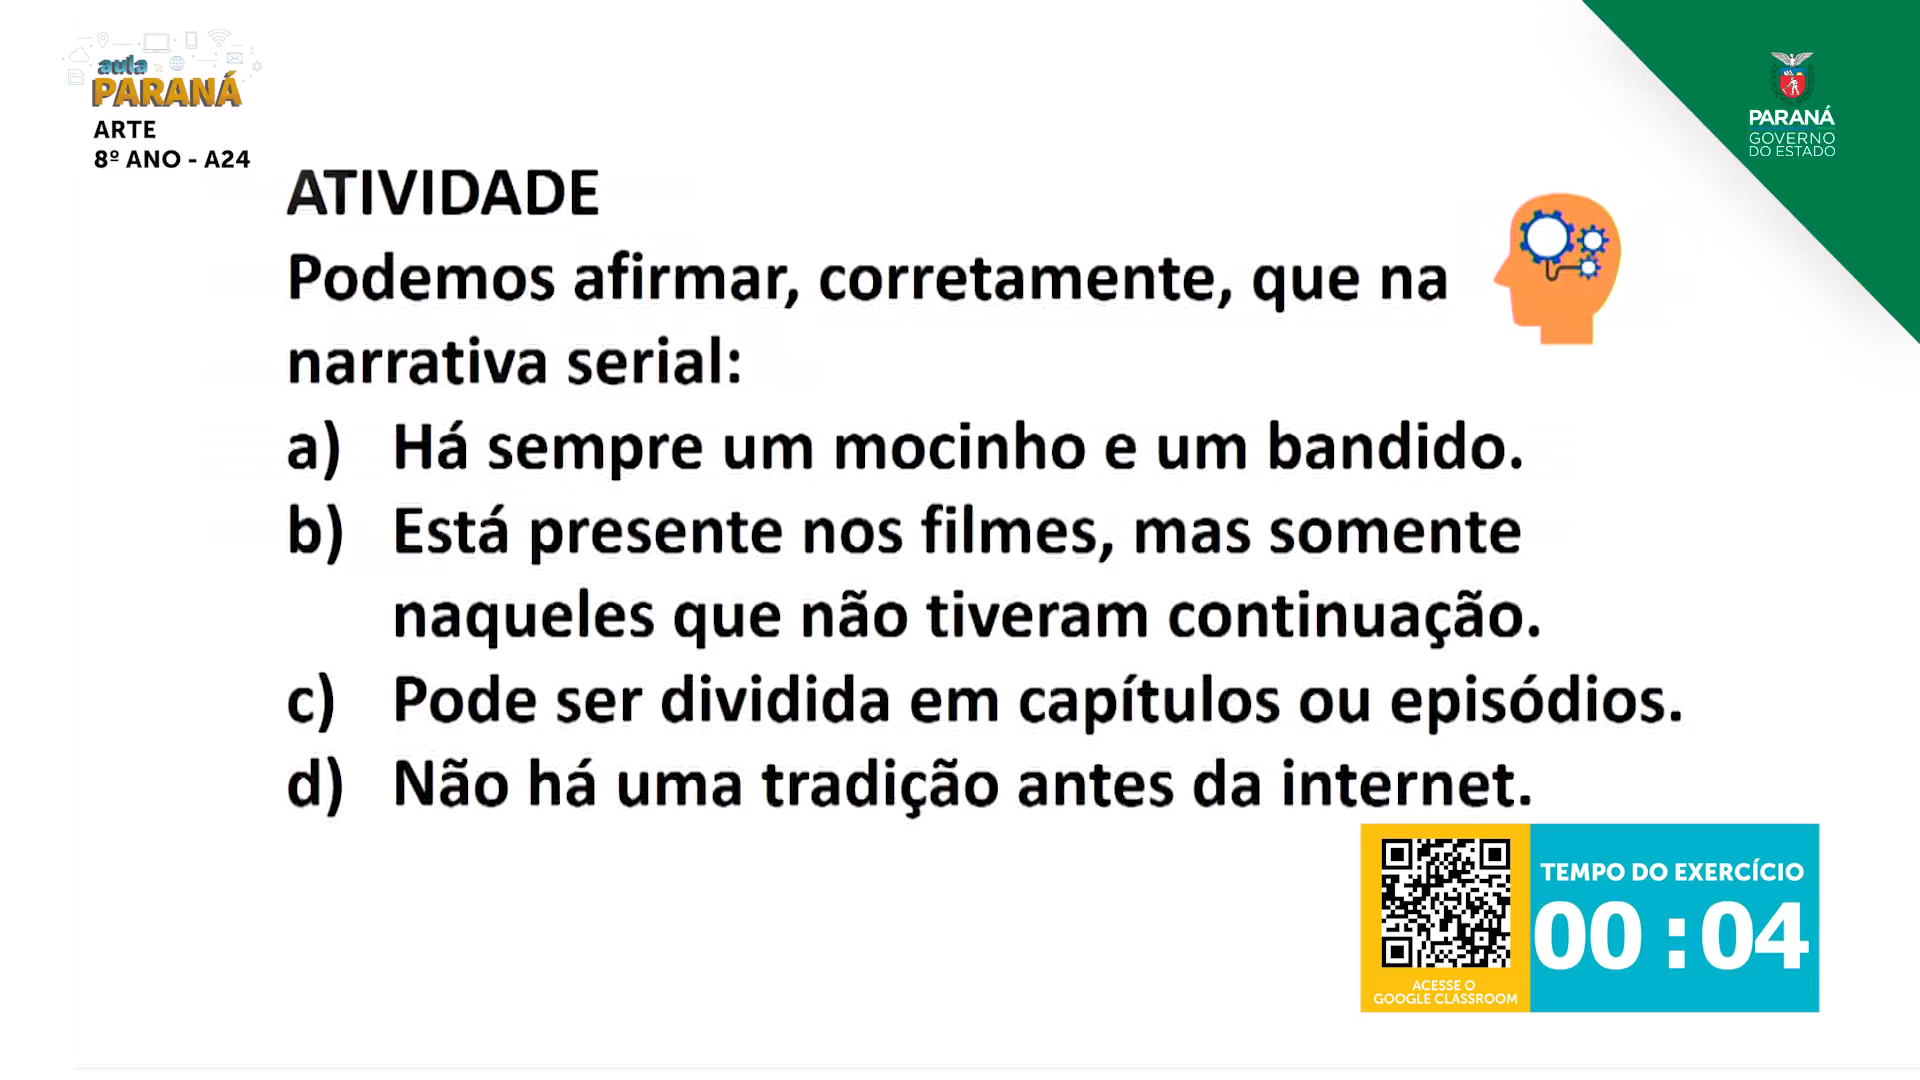 aula
PARANÁ
ARTE
8º ANO - A24
PARANÁ
GOVERNO
DO ESTADO
ATIVIDADE
Podemos afirmar, corretamente, que na
narrativa serial:
a) Há sempre um mocinho e um bandido.
b) Está presente nos filmes, mas somente
naqueles que não tiveram continuação.
c) Pode ser dividida em capítulos ou episódios.
d) Não há uma tradição antes da internet.
TEMPO DO EXERCÍCIO
00:04
ACESSE O
GOOGLE CLASSROOM